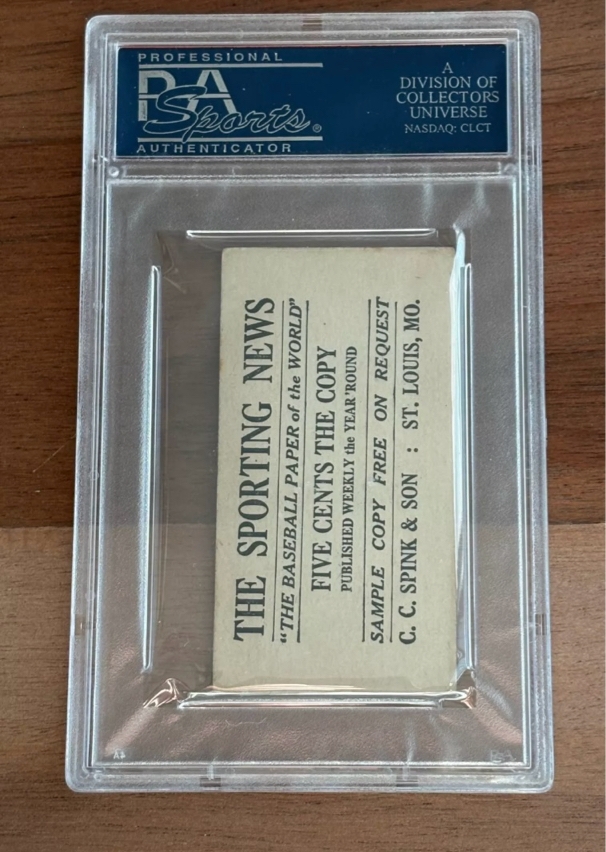 PROFESSIONAL
PSA
Sports®
AUTHENTICATOR
A
DIVISION OF
COLLECTORS
UNIVERSE
NASDAQ: CLCT
THE SPORTING NEWS
“THE BASEBALL PAPER of the WORLD”
FIVE CENTS THE COPY
PUBLISHED WEEKLY the YEAR 'ROUND
SAMPLE COPY FREE ON REQUEST
C. C. SPINK & SON : ST. LOUIS, MO.